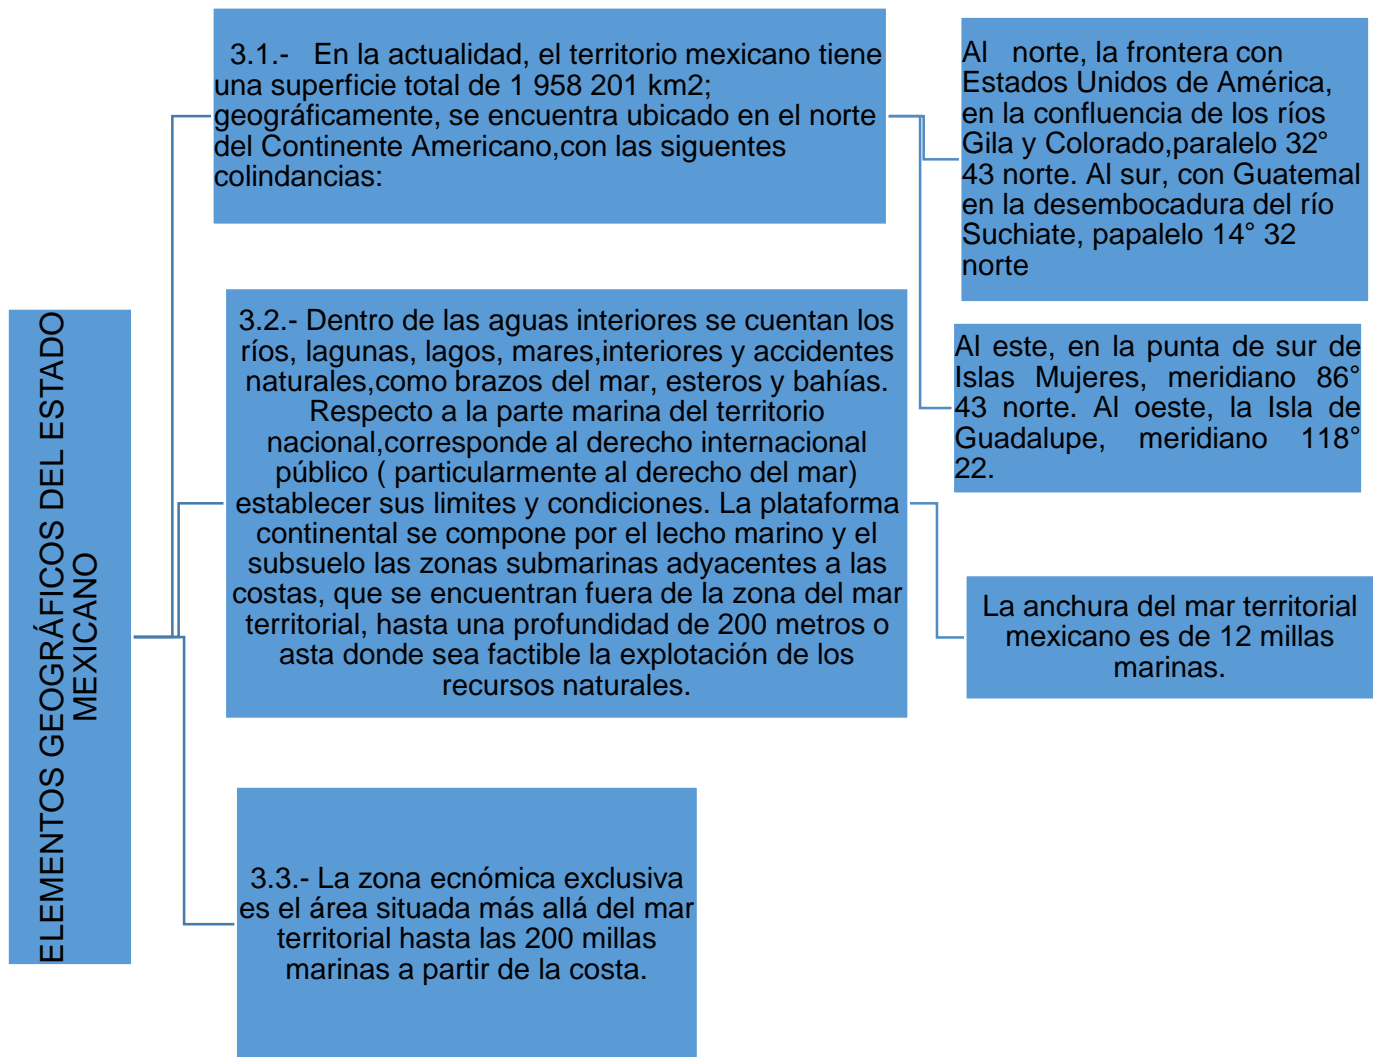 ELEMENTOS GEOGRÁFICOS DEL ESTADO
MEXICANO
3.1.- En la actualidad, el territorio mexicano tiene
una superficie total de 1 958 201 km2;
geográficamente, se encuentra ubicado en el norte
del Continente Americano,con las siguentes
colindancias:
Al norte, la frontera con
Estados Unidos de América,
en la confluencia de los ríos
Gila y Colorado,paralelo 32°
43 norte. Al sur, con Guatemal
en la desembocadura del río
Suchiate, papalelo 14° 32
norte
Al este, en la punta de sur de
Islas Mujeres, meridiano 86°
43 norte. Al oeste, la Isla de
Guadalupe, meridiano 118°
22.
3.2.- Dentro de las aguas interiores se cuentan los
ríos, lagunas, lagos, mares,interiores y accidentes
naturales,como brazos del mar, esteros y bahías.
Respecto a la parte marina del territorio
nacional,corresponde al derecho internacional
público ( particularmente al derecho del mar)
establecer sus limites y condiciones. La plataforma
continental se compone por el lecho marino y el
subsuelo las zonas submarinas adyacentes a las
costas, que se encuentran fuera de la zona del mar
territorial, hasta una profundidad de 200 metros o
asta donde sea factible la explotación de los
recursos naturales.
La anchura del mar territorial
mexicano es de 12 millas
marinas.
3.3.- La zona ecnómica exclusiva
es el área situada más allá del mar
territorial hasta las 200 millas
marinas a partir de la costa.